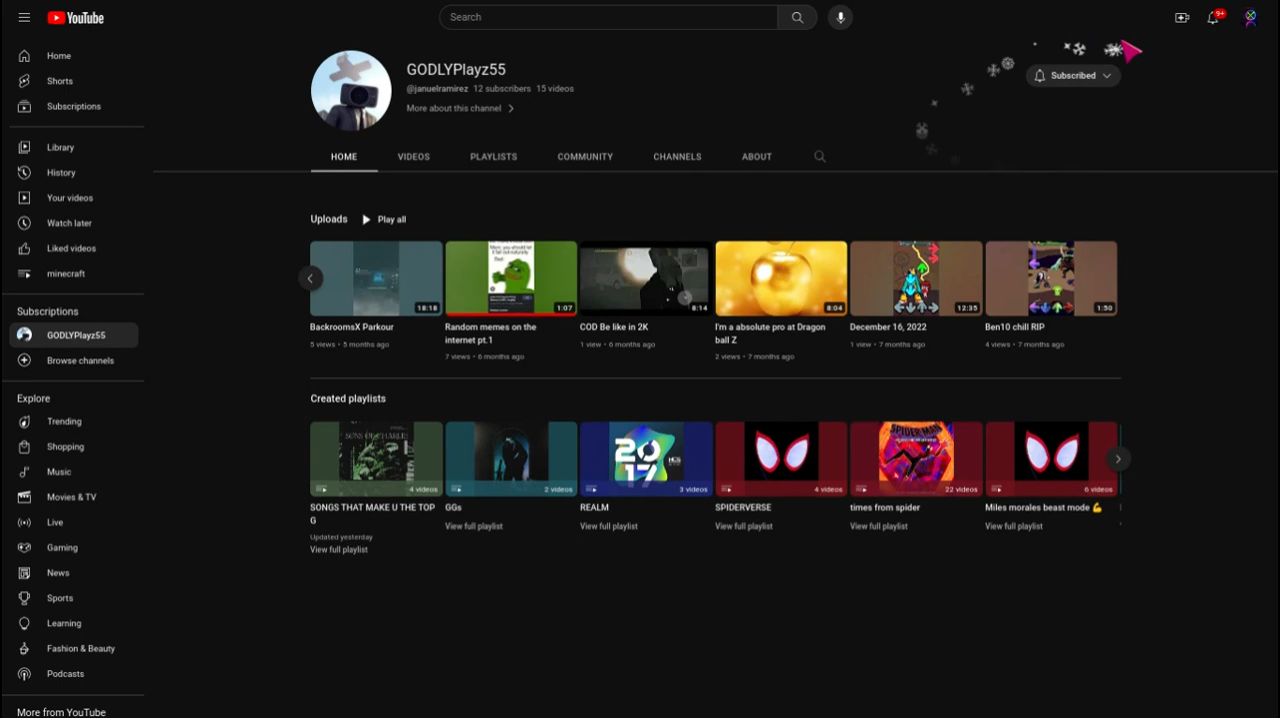 YouTube
Search
9+
Home
Shorts
Subscriptions
Library
History
Your videos
Watch later
Liked videos
minecraft
Subscriptions
GODLYPlayz55
Browse channels
Explore
Trending
Shopping
Music
Movies & TV
Live
Gaming
News
Sports
Learning
Fashion & Beauty
Podcasts
More from YouTube
GODLYPlayz55
@januelramirez 12 subscribers 15 videos
More about this channel
Subscribed
HOME VIDEOS PLAYLISTS COMMUNITY CHANNELS ABOUT
Uploads Play all
18:18
1:07
8:14
8:04
12:35
1:50
BackroomsX Parkour
5 views • 5 months ago
Random memes on the
internet pt.1
7 views • 6 months ago
COD Be like in 2K
1 view • 6 months ago
I'm a absolute pro at Dragon
ball Z
2 views • 7 months ago
December 16, 2022
1 view • 7 months ago
Ben10 chill RIP
4 views • 7 months ago
Created playlists
4 videos
SONGS THAT MAKE U THE TOP
G
Updated yesterday
View full playlist
2 videos
GGs
View full playlist
2017
3 videos
REALM
View full playlist
4 videos
SPIDERVERSE
View full playlist
SPIDER-MAN
22 videos
times from spider
View full playlist
6 videos
Miles morales beast mode 💪
View full playlist